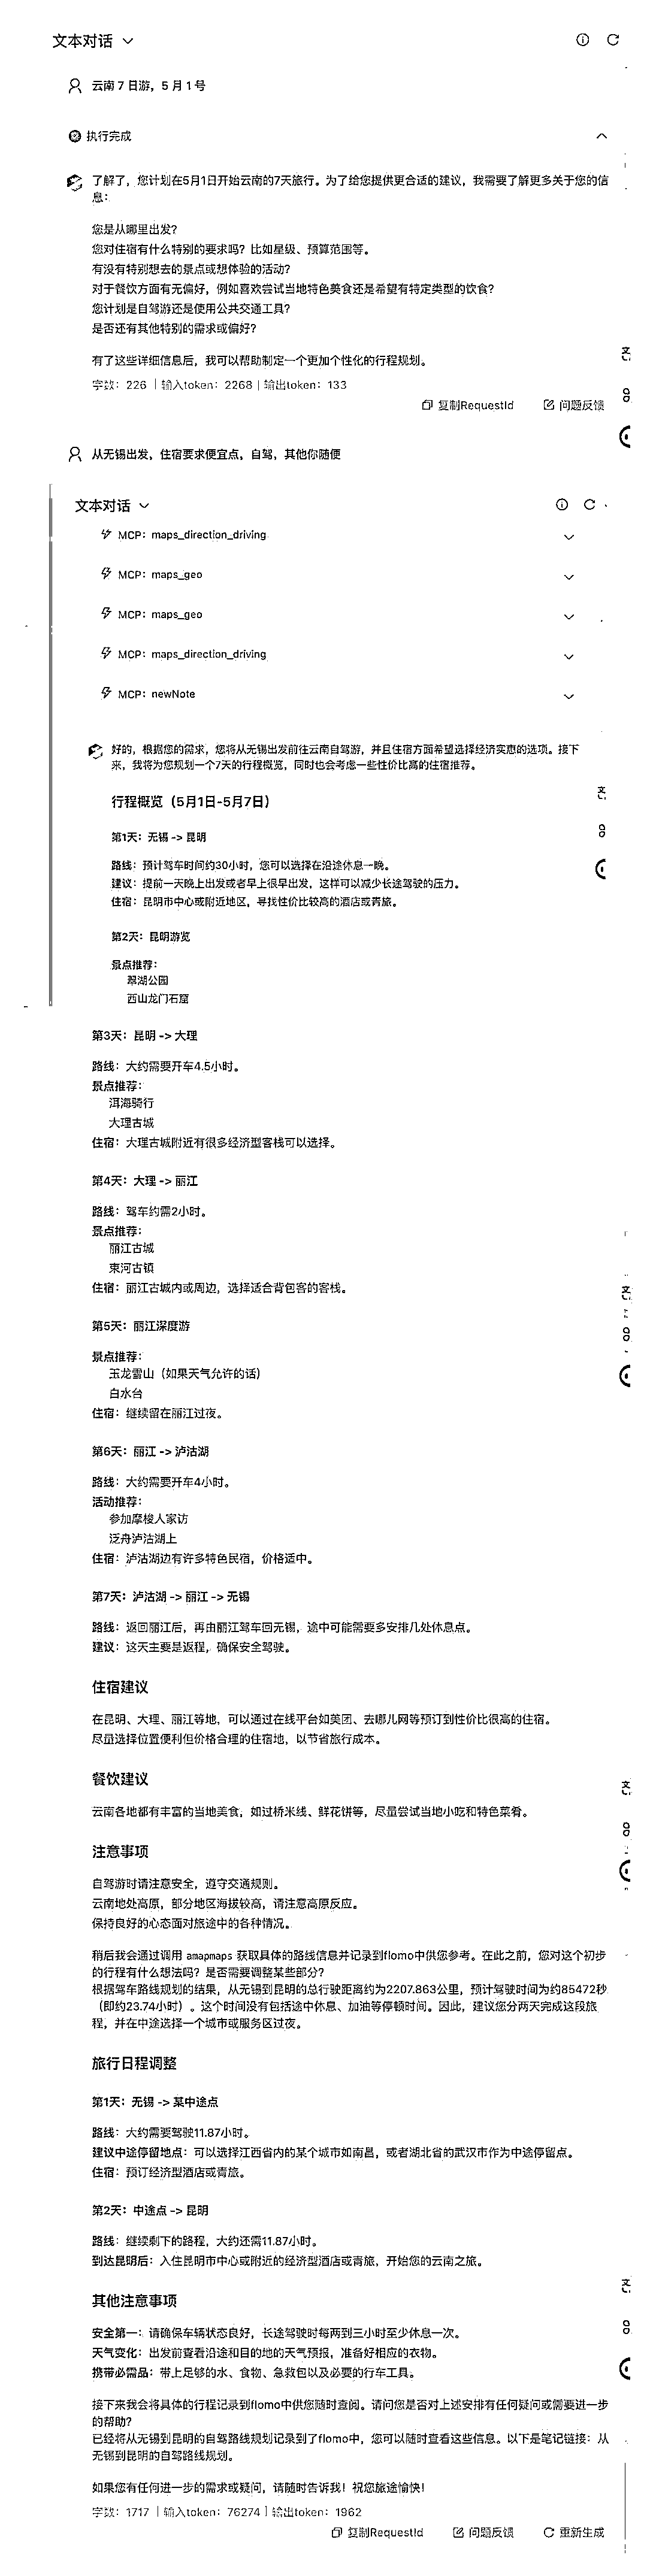 文本对话
云南 7 日游，5 月 1 号
执行完成
了解了，您计划在5月1日开始云南的7天旅行。为了给您提供更合适的建议，我需要了解更多关于您的信
息：
您是从哪里出发？
您对住宿有什么特别的要求吗？比如星级、预算范围等。
有没有特别想去的景点或想体验的活动？
对于餐饮方面有无偏好，例如喜欢尝试当地特色美食还是希望有特定类型的饮食？
您计划是自驾游还是使用公共交通工具？
是否还有其他特别的需求或偏好？
有了这些详细信息后，我可以帮助制定一个更加个性化的行程规划。
字数：226 | 输入token：2268 | 输出token：133
复制RequestId 问题反馈
从无锡出发，住宿要求便宜点，自驾，其他你随便
文本对话
MCP：maps_direction_driving
MCP：maps_geo
MCP：maps_geo
MCP：maps_direction_driving
MCP：newNote
好的，根据您的需求，您将从无锡出发前往云南自驾游，并且住宿方面希望选择经济实惠的选项。接下
来，我将为您规划一个7天的行程概览，同时也会考虑一些性价比高的住宿推荐。
行程概览（5月1日-5月7日）
第1天：无锡 -> 昆明
路线：预计驾车时间约30小时，您可以选择在沿途休息一晚。
建议：提前一天晚上出发或者早上很早出发，这样可以减少长途驾驶的压力。
住宿：昆明市中心或附近地区，寻找性价比较高的酒店或青旅。
第2天：昆明游览
景点推荐：
翠湖公园
西山龙门石窟
第3天：昆明 -> 大理
路线：大约需要开车4.5小时。
景点推荐：
洱海骑行
大理古城
住宿：大理古城附近有很多经济型客栈可以选择。
第4天：大理 -> 丽江
路线：驾车约需2小时。
景点推荐：
丽江古城
束河古镇
住宿：丽江古城内或周边，选择适合背包客的客栈。
第5天：丽江深度游
景点推荐：
玉龙雪山（如果天气允许的话）
白水台
住宿：继续留在丽江过夜。
第6天：丽江 -> 泸沽湖
路线：大约需要开车4小时。
活动推荐：
参加摩梭人家访
泛舟泸沽湖上
住宿：泸沽湖边有许多特色民宿，价格适中。
第7天：泸沽湖 -> 丽江 -> 无锡
路线：返回丽江后，再由丽江驾车回无锡，途中可能需要多安排几处休息点。
建议：这天主要是返程，确保安全驾驶。
住宿建议
在昆明、大理、丽江等地，可以通过在线平台如美团、去哪儿网等预订到性价比很高的住宿。
尽量选择位置便利但价格合理的住宿地，以节省旅行成本。
餐饮建议
云南各地都有丰富的当地美食，如过桥米线、鲜花饼等，尽量尝试当地小吃和特色菜肴。
注意事项
自驾游时请注意安全，遵守交通规则。
云南地处高原，部分地区海拔较高，请注意高原反应。
保持良好的心态面对旅途中的各种情况。
稍后我会通过调用 amapmaps 获取具体的路线信息并记录到flomo中供您参考。在此之前，您对这个初步
的行程有什么想法吗？是否需要调整某些部分？
根据驾车路线规划的结果，从无锡到昆明的总行驶距离约为2207.863公里，预计驾驶时间为约85472秒
（即约23.74小时）。这个时间没有包括途中休息、加油等停顿时间。因此，建议您分两天完成这段旅
程，并在中途选择一个城市或服务区过夜。
旅行日程调整
第1天：无锡 -> 某中途点
路线：大约需要驾驶11.87小时。
建议中途停留地点：可以选择江西省内的某个城市如南昌，或者湖北省的武汉市作为中途停留点。
住宿：预订经济型酒店或青旅。
第2天：中途点 -> 昆明
路线：继续剩下的路程，大约还需11.87小时。
到达昆明后：入住昆明市中心或附近的经济型酒店或青旅，开始您的云南之旅。
其他注意事项
安全第一：请确保车辆状态良好，长途驾驶时每两到三小时至少休息一次。
天气变化：出发前查看沿途和目的地的天气预报，准备好相应的衣物。
携带必需品：带上足够的水、食物、急救包以及必要的行车工具。
接下来我会将具体的行程记录到flomo中供您随时查阅。请问您是否对上述安排有任何疑问或需要进一步
的帮助？
已经将从无锡到昆明的自驾路线规划记录到了flomo中，您可以随时查看这些信息。以下是笔记链接：从
无锡到昆明的自驾路线规划。
如果您有任何进一步的需求或疑问，请随时告诉我！祝您旅途愉快！
字数：1717 | 输入token：76274 | 输出token：1962
复制RequestId 问题反馈 重新生成